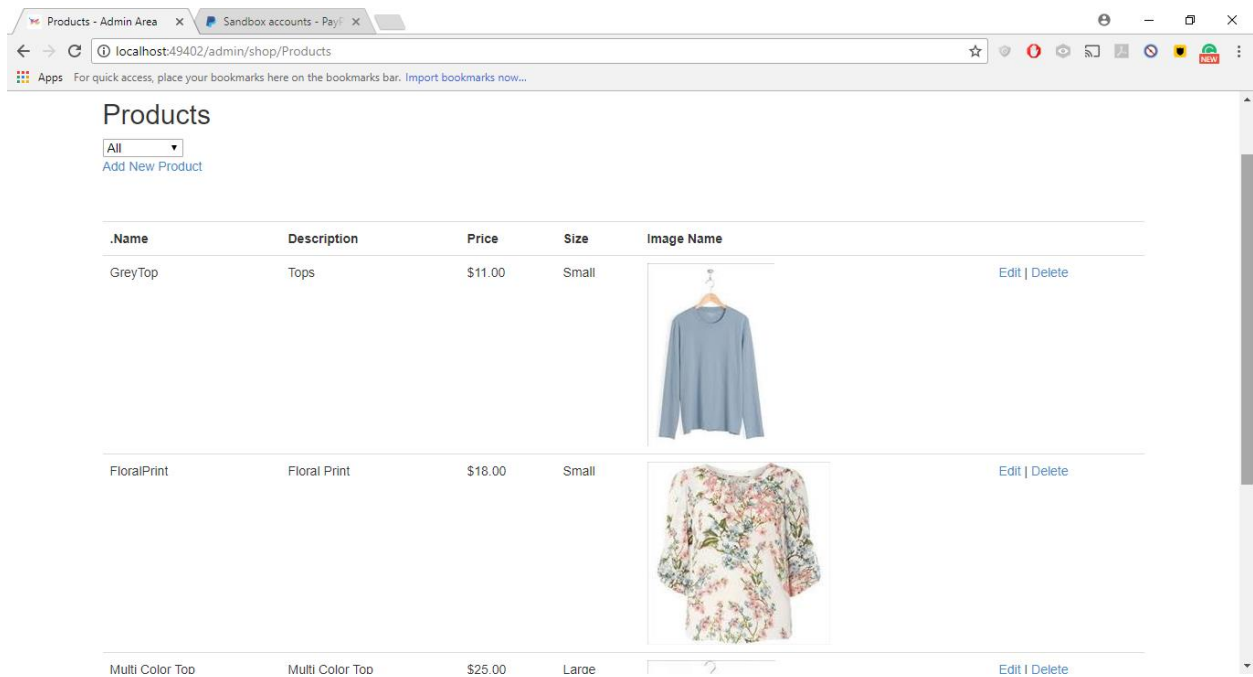 Products - Admin Area
Sandbox accounts - PayP
localhost:49402/admin/shop/Products
NEW
Apps For quick access, place your bookmarks here on the bookmarks bar. Import bookmarks now...
Products
All
Add New Product
.Name Description Price Size Image Name
GreyTop Tops $11.00 Small Edit | Delete
FloralPrint Floral Print $18.00 Small Edit | Delete
Multi Color Top Multi Color Top $25.00 Large Edit | Delete